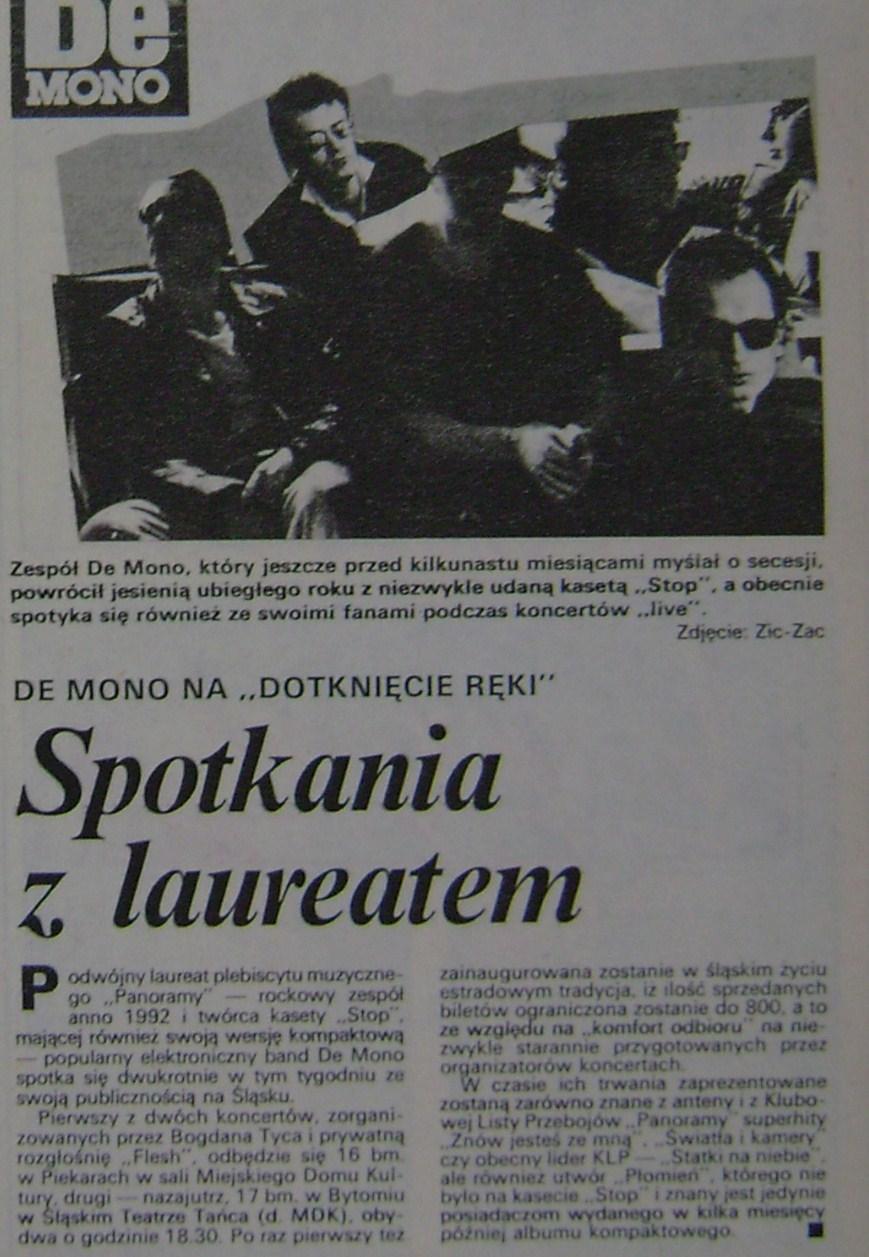 De
MONO
Zespół De Mono, który jeszcze przed kilkunastu miesiącami myślał o secesji,
powrócił jesienią ubiegłego roku z niezwykle udaną kasetą „Stop”, a obecnie
spotyka się również ze swoimi fanami podczas koncertów „live”.
Zdjęcie: Zic-Zac
DE MONO NA „DOTKNIĘCIE RĘKI”
Spotkania
z laureatem
Podwójny laureat plebiscytu muzyczne-
go „Panoramy” — rockowy zespół
anno 1992 i twórca kasety „Stop”,
mającej również swoją wersję kompaktową
— popularny elektroniczny band De Mono
spotka się dwukrotnie w tym tygodniu ze
swoją publicznością na Śląsku.
Pierwszy z dwóch koncertów, zorgani-
zowanych przez Bogdana Tyca i prywatną
rozgłośnię „Flesh”, odbędzie się 16 bm.
w Piekarach w sali Miejskiego Domu Kul-
tury, drugi — nazajutrz, 17 bm. w Bytomiu
w Śląskim Teatrze Tańca (d. MDK), oby-
dwa o godzinie 18.30. Po raz pierwszy też
zainaugurowana zostanie w śląskim życiu
estradowym tradycja, iż ilość sprzedanych
biletów ograniczona zostanie do 800, a to
ze względu na „komfort odbioru” na nie-
zwykle starannie przygotowanych przez
organizatorów koncertach.
W czasie ich trwania zaprezentowane
zostaną zarówno znane z anteny i z Klubo-
wej Listy Przebojów „Panoramy” superhity
„Znów jesteś ze mną”, „Światła i kamery”
czy obecny lider KLP — „Statki na niebie”,
ale również utwór „Płomień”, którego nie
było na kasecie „Stop” i znany jest jedynie
posiadaczom wydanego w kilka miesięcy
później albumu kompaktowego.